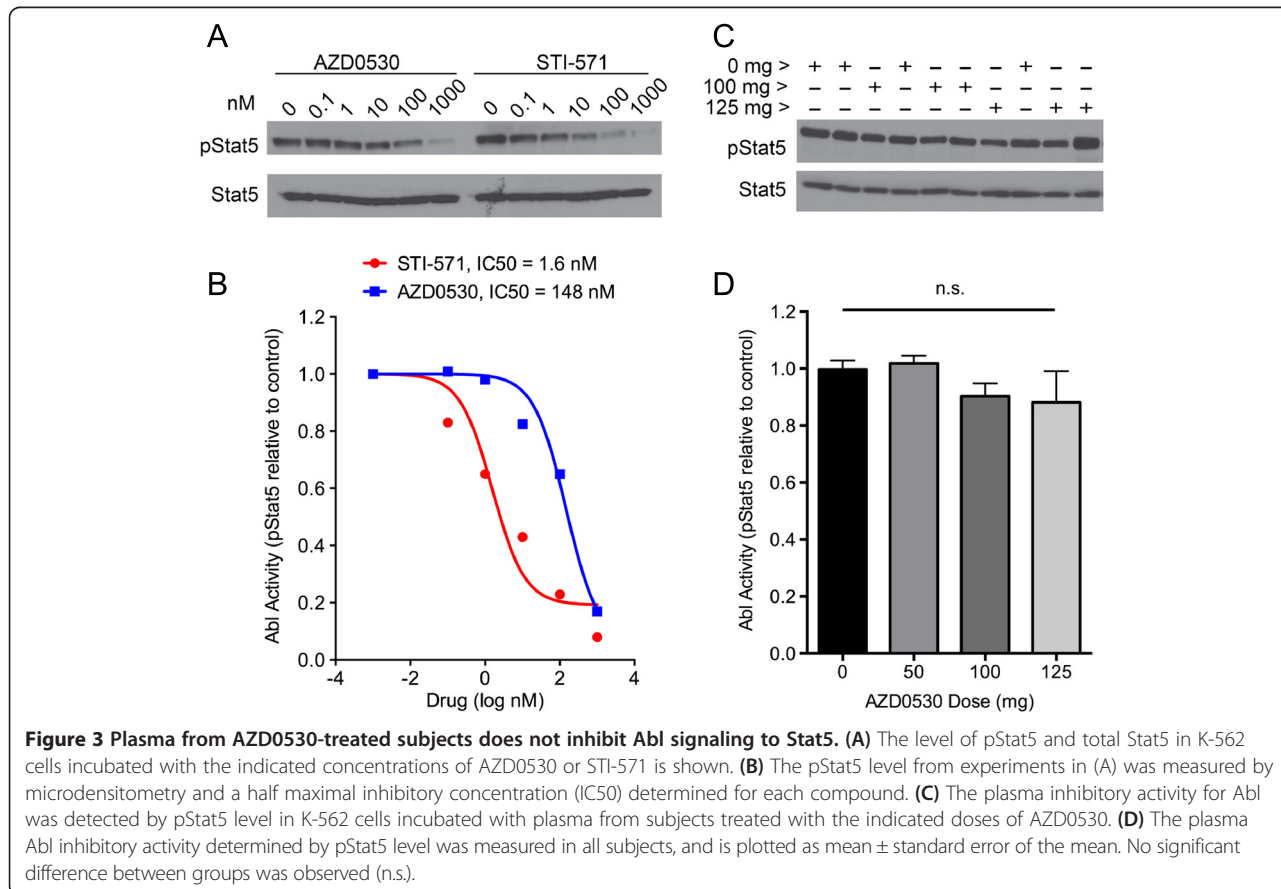 A
AZD0530 STI-571
nM 0 0.1 1 10 100 1000 0 0.1 1 10 100 1000
pStat5
Stat5
C
0 mg > + + – + – – – + – –
100 mg > – – + – + + – – – –
125 mg > – – – – – – + – + +
pStat5
Stat5
B
STI-571, IC50 = 1.6 nM
AZD0530, IC50 = 148 nM
Abl Activity (pStat5 relative to control)
1.2
1.0
0.8
0.6
0.4
0.2
0.0
-4 -2 0 2 4
Drug (log nM)
D
n.s.
Abl Activity (pStat5 relative to control)
1.2
1.0
0.8
0.6
0.4
0.2
0.0
0 50 100 125
AZD0530 Dose (mg)
Figure 3 Plasma from AZD0530-treated subjects does not inhibit Abl signaling to Stat5. (A) The level of pStat5 and total Stat5 in K-562
cells incubated with the indicated concentrations of AZD0530 or STI-571 is shown. (B) The pStat5 level from experiments in (A) was measured by
microdensitometry and a half maximal inhibitory concentration (IC50) determined for each compound. (C) The plasma inhibitory activity for Abl
was detected by pStat5 level in K-562 cells incubated with plasma from subjects treated with the indicated doses of AZD0530. (D) The plasma
Abl inhibitory activity determined by pStat5 level was measured in all subjects, and is plotted as mean ± standard error of the mean. No significant
difference between groups was observed (n.s.).